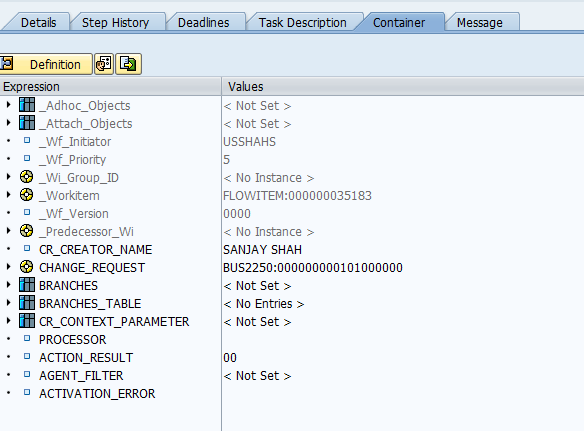 Details Step History Deadlines Task Description Container Message
Definition
Expression Values
_Adhoc_Objects < Not Set >
_Attach_Objects < Not Set >
_Wf_Initiator USSHAHS
_Wf_Priority 5
_Wi_Group_ID < No Instance >
_Workitem FLOWITEM:000000035183
_Wf_Version 0000
_Predecessor_Wi < No Instance >
CR_CREATOR_NAME SANJAY SHAH
CHANGE_REQUEST BUS2250:000000000101000000
BRANCHES < Not Set >
BRANCHES_TABLE < No Entries >
CR_CONTEXT_PARAMETER < Not Set >
PROCESSOR
ACTION_RESULT 00
AGENT_FILTER < Not Set >
ACTIVATION_ERROR